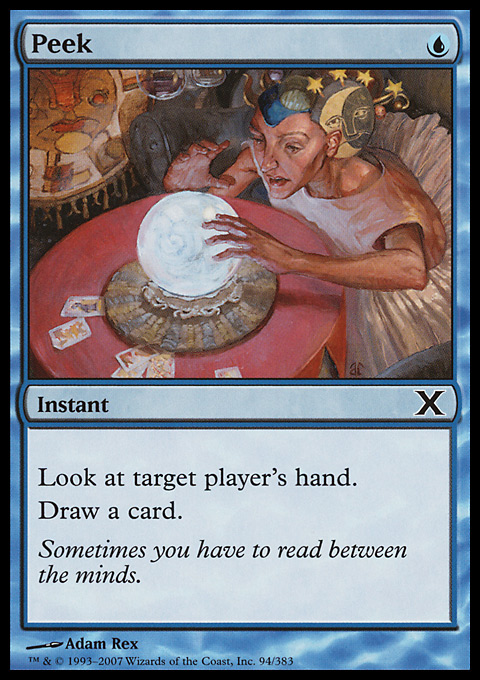 Peek
Instant
X
Look at target player's hand.
Draw a card.
Sometimes you have to read between
the minds.
Adam Rex
™ & © 1993–2007 Wizards of the Coast, Inc. 94/383